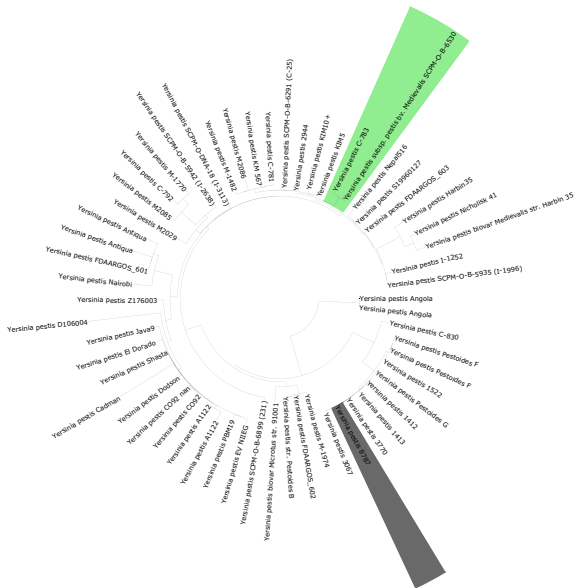 Yersinia pestis C-783
Yersinia pestis subsp. pestis bv. Medievalis SCPM-O-B-6530
Yersinia pestis Nepal516
Yersinia pestis S19960127
Yersinia pestis FDAARGOS_603
Yersinia pestis Harbin35
Yersinia pestis Nichulisk 41
Yersinia pestis biovar Medievalis str. Harbin 35
Yersinia pestis I-1252
Yersinia pestis SCPM-O-B-5935 (I-1996)
Yersinia pestis Angola
Yersinia pestis Angola
Yersinia pestis C-830
Yersinia pestis Pestoides F
Yersinia pestis Pestoides F
Yersinia pestis 1522
Yersinia pestis Pestoides G
Yersinia pestis 1412
Yersinia pestis 1413
Yersinia pestis 3770
Yersinia pestis 8787
Yersinia pestis 3067
Yersinia pestis M-1974
Yersinia pestis FDAARGOS_602
Yersinia pestis str. Pestoides B
Yersinia pestis biovar Microtus str. 91001
Yersinia pestis SCPM-O-B-6899 (231)
Yersinia pestis EV NIIEG
Yersinia pestis PBM19
Yersinia pestis A1122
Yersinia pestis A1122
Yersinia pestis CO92
Yersinia pestis CO92_nan
Yersinia pestis Dodson
Yersinia pestis Cadman
Yersinia pestis Shasta
Yersinia pestis El Dorado
Yersinia pestis Java9
Yersinia pestis D106004
Yersinia pestis Z176003
Yersinia pestis Nairobi
Yersinia pestis FDAARGOS_601
Yersinia pestis Antiqua
Yersinia pestis Antiqua
Yersinia pestis M2029
Yersinia pestis M2085
Yersinia pestis C-792
Yersinia pestis M-1770
Yersinia pestis SCPM-O-B-5942 (I-2638)
Yersinia pestis SCPM-O-DNA-18 (I-3113)
Yersinia pestis M-1482
Yersinia pestis M2086
Yersinia pestis KM 567
Yersinia pestis C-781
Yersinia pestis SCPM-O-B-6291 (C-25)
Yersinia pestis 2944
Yersinia pestis KIM10+
Yersinia pestis KIM5